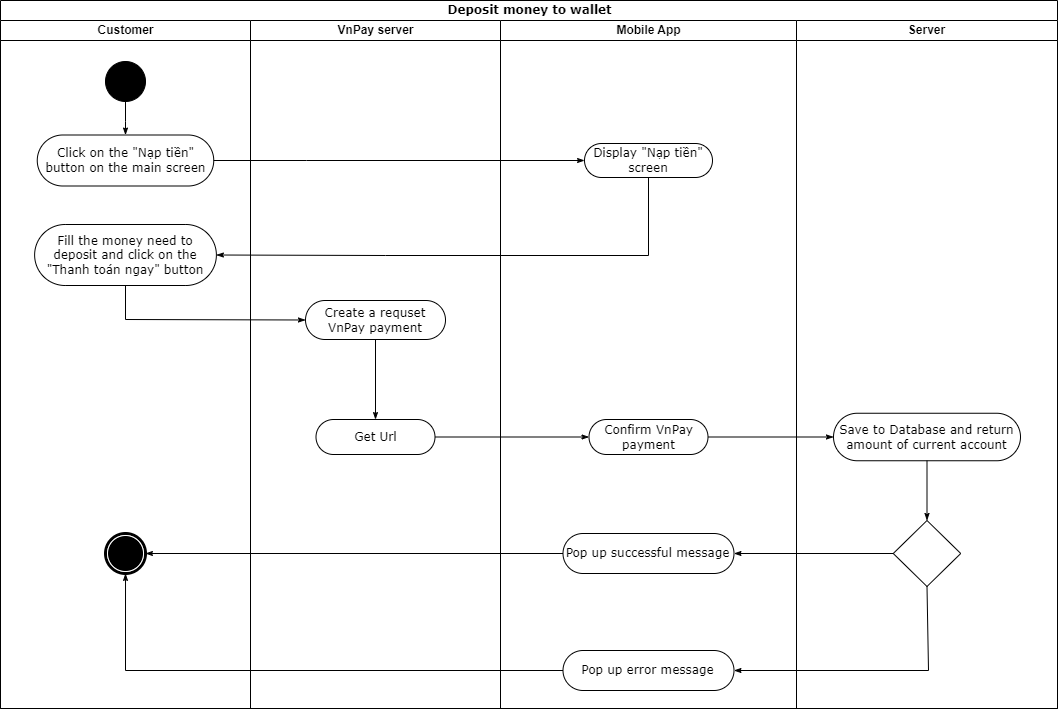 Deposit money to wallet
Customer
VnPay server
Mobile App
Server
Click on the "Nạp tiền"
button on the main screen
Display "Nạp tiền"
screen
Fill the money need to
deposit and click on the
"Thanh toán ngay" button
Create a requset
VnPay payment
Get Url
Confirm VnPay
payment
Save to Database and return
amount of current account
Pop up successful message
Pop up error message